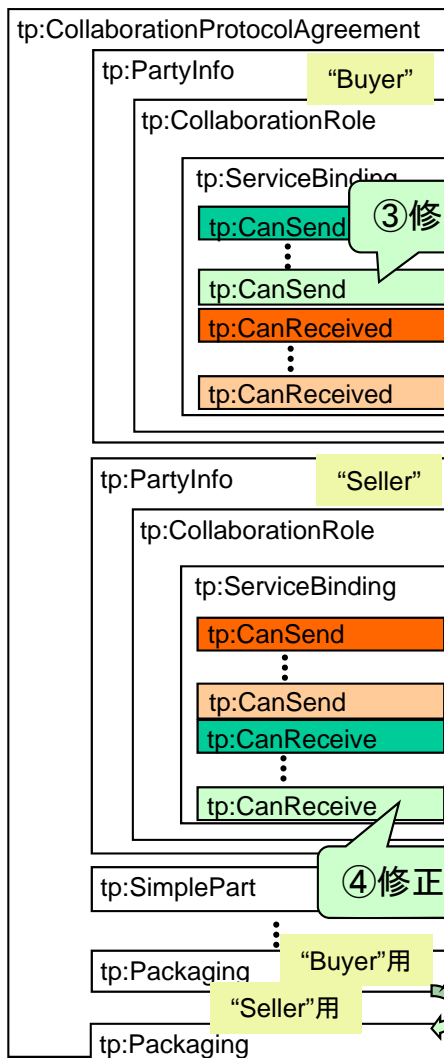 tp:CollaborationProtocolAgreement
tp:PartyInfo
“Buyer”
tp:CollaborationRole
tp:ServiceBinding
③修
tp:CanSend
tp:CanSend
tp:CanReceived
tp:CanReceived
tp:PartyInfo
“Seller”
tp:CollaborationRole
tp:ServiceBinding
tp:CanSend
tp:CanSend
tp:CanReceive
tp:CanReceive
④修正
tp:SimplePart
“Buyer”用
tp:Packaging
“Seller”用
tp:Packaging